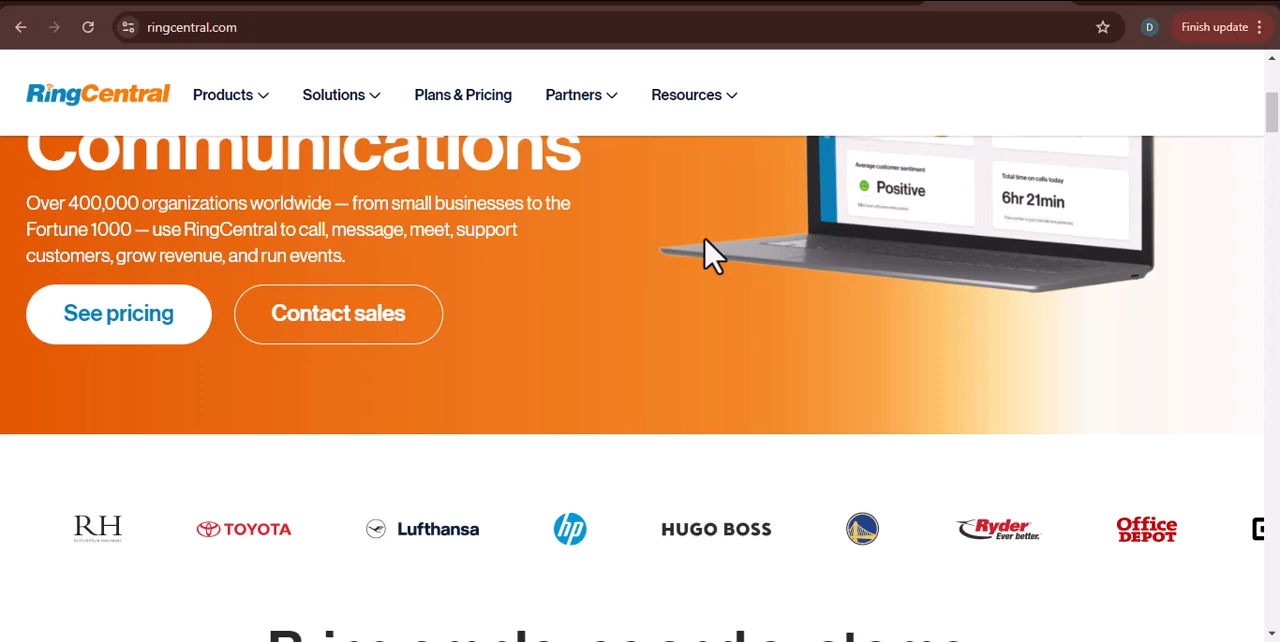 ringcentral.com
D
Finish update
RingCentral
Products
Solutions
Plans & Pricing
Partners
Resources
Communications
Over 400,000 organizations worldwide — from small businesses to the
Fortune 1000 — use RingCentral to call, message, meet, support
customers, grow revenue, and run events.
See pricing
Contact sales
Average customer sentiment
Positive
Total time on calls today
6hr 21min
RH
TOYOTA
Lufthansa
hp
HUGO BOSS
Ryder
Ever better.
Office
DEPOT